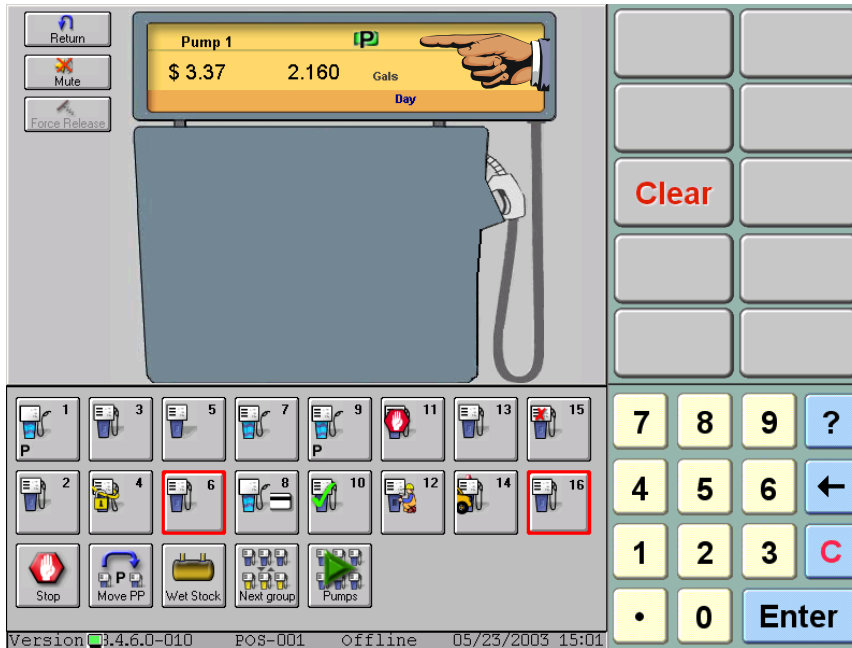 Return
Mute
Force Release
Pump 1
P
$ 3.37 2.160 Gals
Day
Clear
1 3 5 7 9 11 13 15
P P
2 4 6 8 10 12 14 16
P
Stop Move PP Wet Stock Next group Pumps
7 8 9 ?
4 5 6 ←
1 2 3 C
• 0 Enter
Version 3.4.6.0-010 POS-001 Offline 05/23/2003 15:01